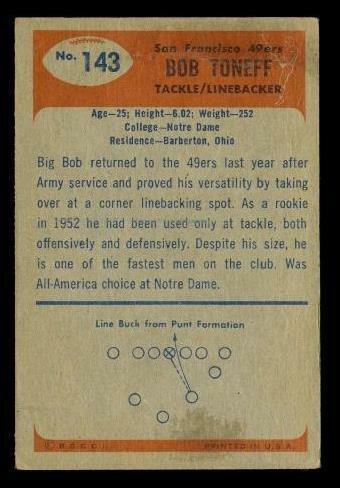 No. 143
San Francisco 49ers
BOB TONEFF
TACKLE/LINEBACKER
Age—25; Height—6.02; Weight—252
College—Notre Dame
Residence—Barberton, Ohio
Big Bob returned to the 49ers last year after
Army service and proved his versatility by taking
over at a corner linebacking spot. As a rookie
in 1952 he had been used only at tackle, both
offensively and defensively. Despite his size, he
is one of the fastest men on the club. Was
All-America choice at Notre Dame.
Line Buck from Punt Formation
© B.G.C.I.
PRINTED IN U.S.A.